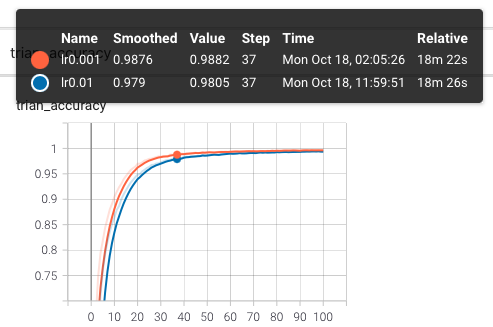 Name Smoothed Value Step Time Relative
trian_accuracy
lr0.001 0.9876 0.9882 37 Mon Oct 18, 02:05:26 18m 22s
lr0.01 0.979 0.9805 37 Mon Oct 18, 11:59:51 18m 26s
trian_accuracy
1
0.95
0.9
0.85
0.8
0.75
0 10 20 30 40 50 60 70 80 90 100